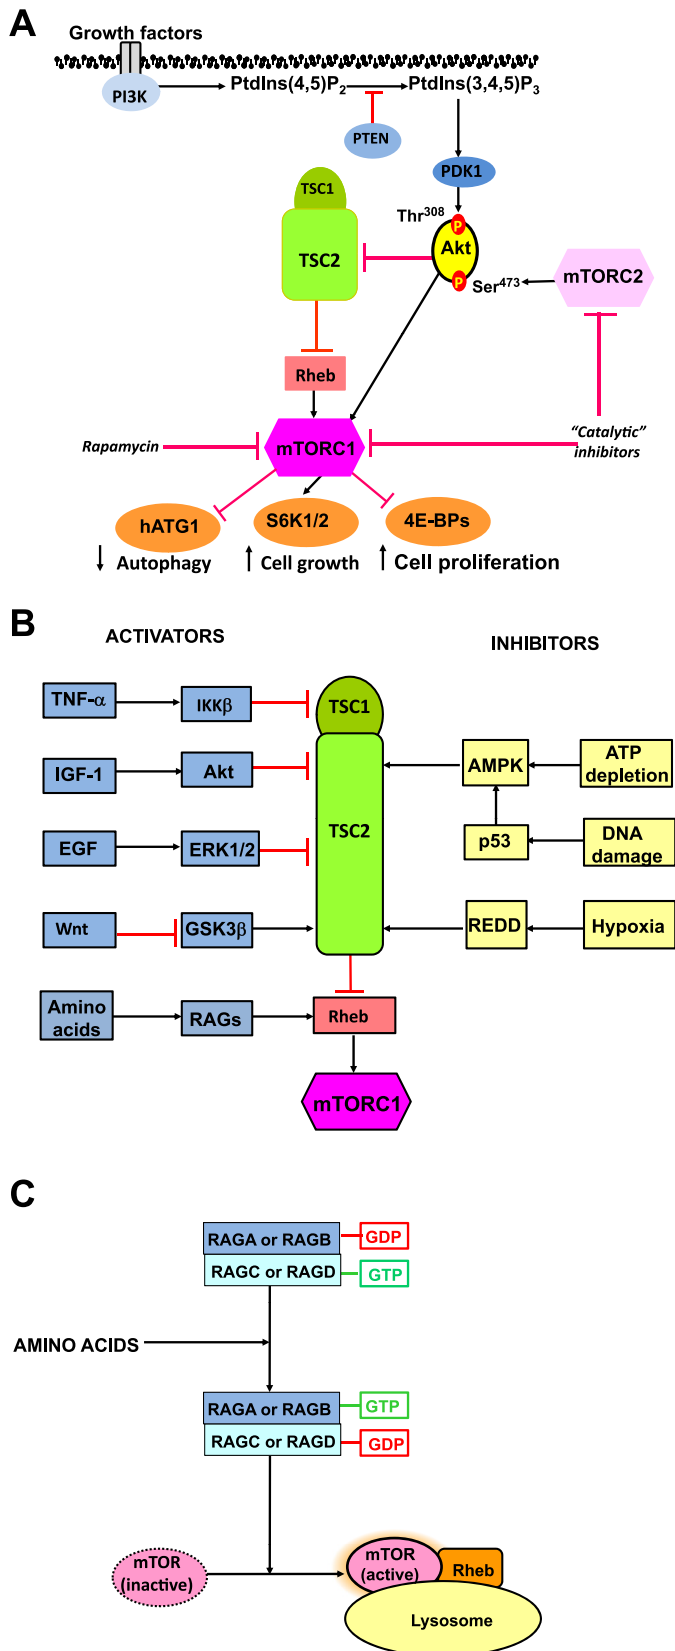 A
Growth factors
PI3K
PtdIns(4,5)P2
PtdIns(3,4,5)P3
PTEN
PDK1
TSC1
TSC2
Thr308
P
Akt
P
Ser473
mTORC2
Rheb
Rapamycin
mTORC1
"Catalytic"
inhibitors
hATG1
S6K1/2
4E-BPs
Autophagy
Cell growth
Cell proliferation
B
ACTIVATORS
INHIBITORS
TNF-α
IKKβ
TSC1
IGF-1
Akt
AMPK
ATP
depletion
EGF
ERK1/2
TSC2
p53
DNA
damage
Wnt
GSK3β
REDD
Hypoxia
Amino
acids
RAGs
Rheb
mTORC1
C
RAGA or RAGB
GDP
RAGC or RAGD
GTP
AMINO ACIDS
RAGA or RAGB
GTP
RAGC or RAGD
GDP
mTOR
(inactive)
mTOR
(active)
Rheb
Lysosome